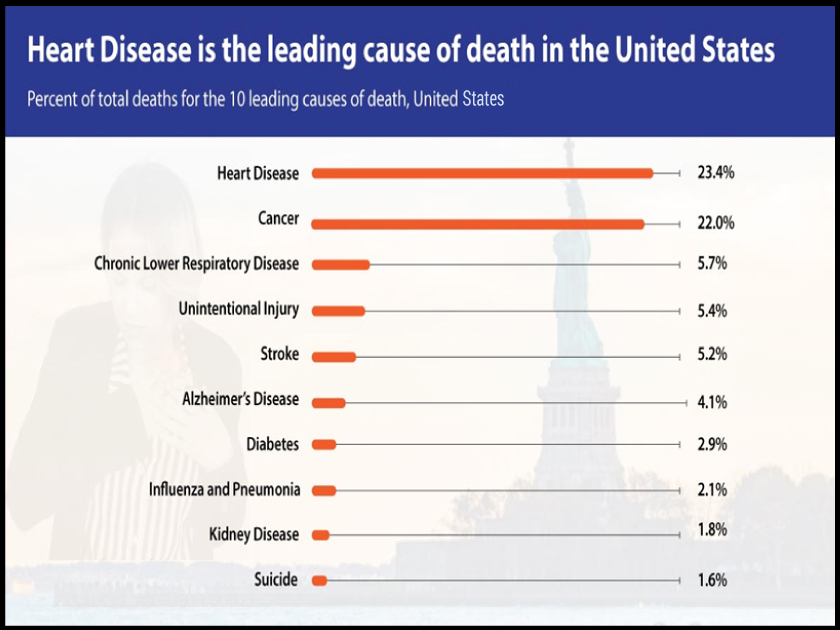 Heart Disease is the leading cause of death in the United States
Percent of total deaths for the 10 leading causes of death, United States
Heart Disease 23.4%
Cancer 22.0%
Chronic Lower Respiratory Disease 5.7%
Unintentional Injury 5.4%
Stroke 5.2%
Alzheimer's Disease 4.1%
Diabetes 2.9%
Influenza and Pneumonia 2.1%
Kidney Disease 1.8%
Suicide 1.6%